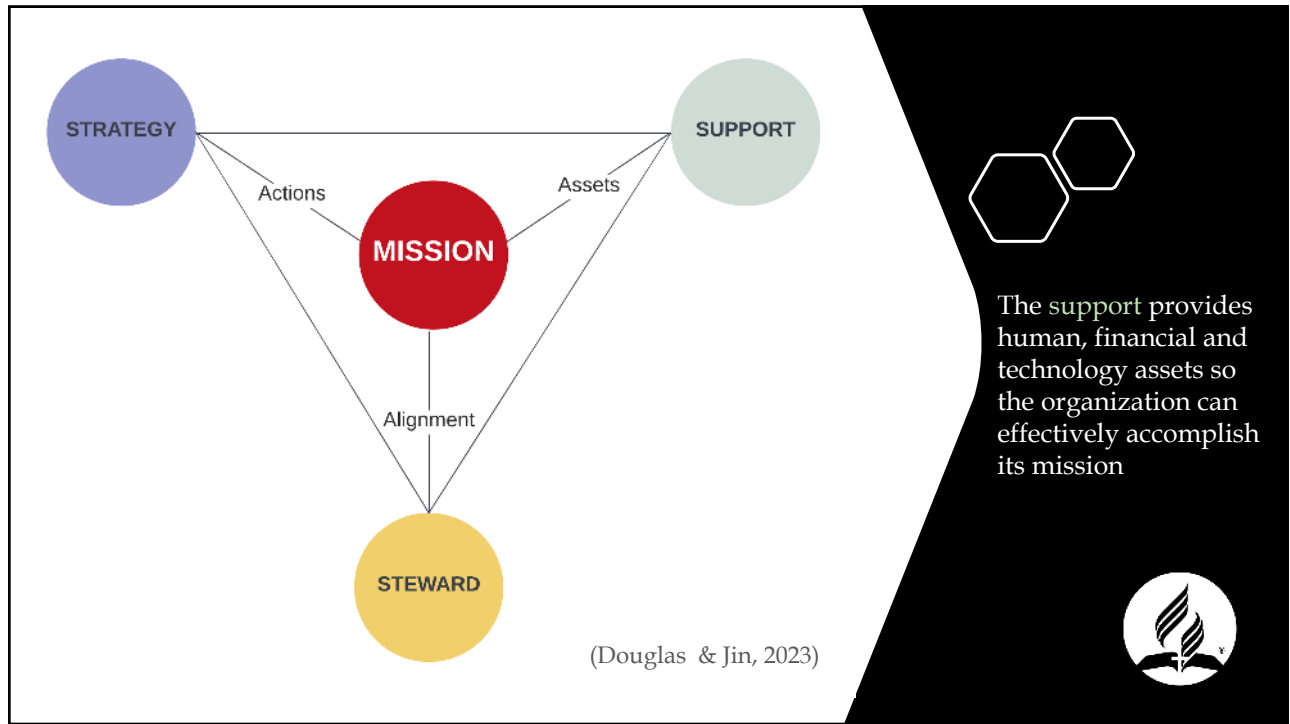 STRATEGY
SUPPORT
Actions
Assets
MISSION
Alignment
STEWARD
(Douglas & Jin, 2023)
The support provides
human, financial and
technology assets so
the organization can
effectively accomplish
its mission